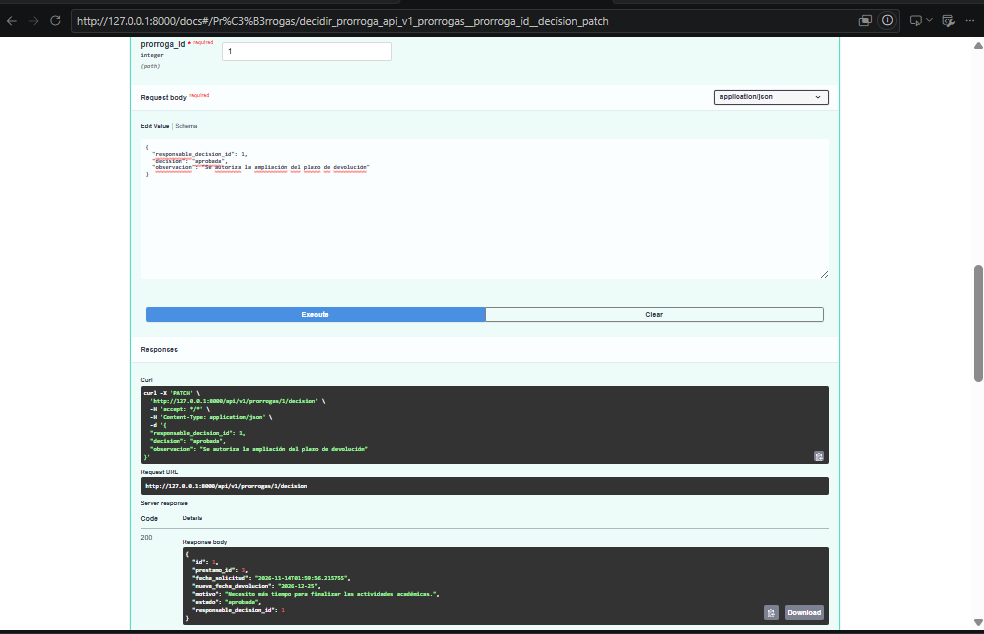 http://127.0.0.1:8000/docs#/Pr%C3%B3rrogas/decidir_prorroga_api_v1_prorrogas__prorroga_id__decision_patch
prorroga_id * required
integer
(path)
1
Request body required
application/json
Edit Value | Schema
{
"responsable_decision_id": 1,
"decision": "aprobada",
"observacion": "Se autoriza la ampliación del plazo de devolución"
}
Execute
Clear
Responses
Curl
curl -X 'PATCH' \
'http://127.0.0.1:8000/api/v1/prorrogas/1/decision' \
-H 'accept: */*' \
-H 'Content-Type: application/json' \
-d '{
"responsable_decision_id": 1,
"decision": "aprobada",
"observacion": "Se autoriza la ampliación del plazo de devolución"
}'
Request URL
http://127.0.0.1:8000/api/v1/prorrogas/1/decision
Server response
Code
Details
200
Response body
{
"id": 1,
"prestamo_id": 3,
"fecha_solicitud": "2026-11-14T01:59:56.215755",
"nueva_fecha_devolucion": "2026-12-25",
"motivo": "Necesito más tiempo para finalizar las actividades académicas.",
"estado": "aprobada",
"responsable_decision_id": 1
}
Download